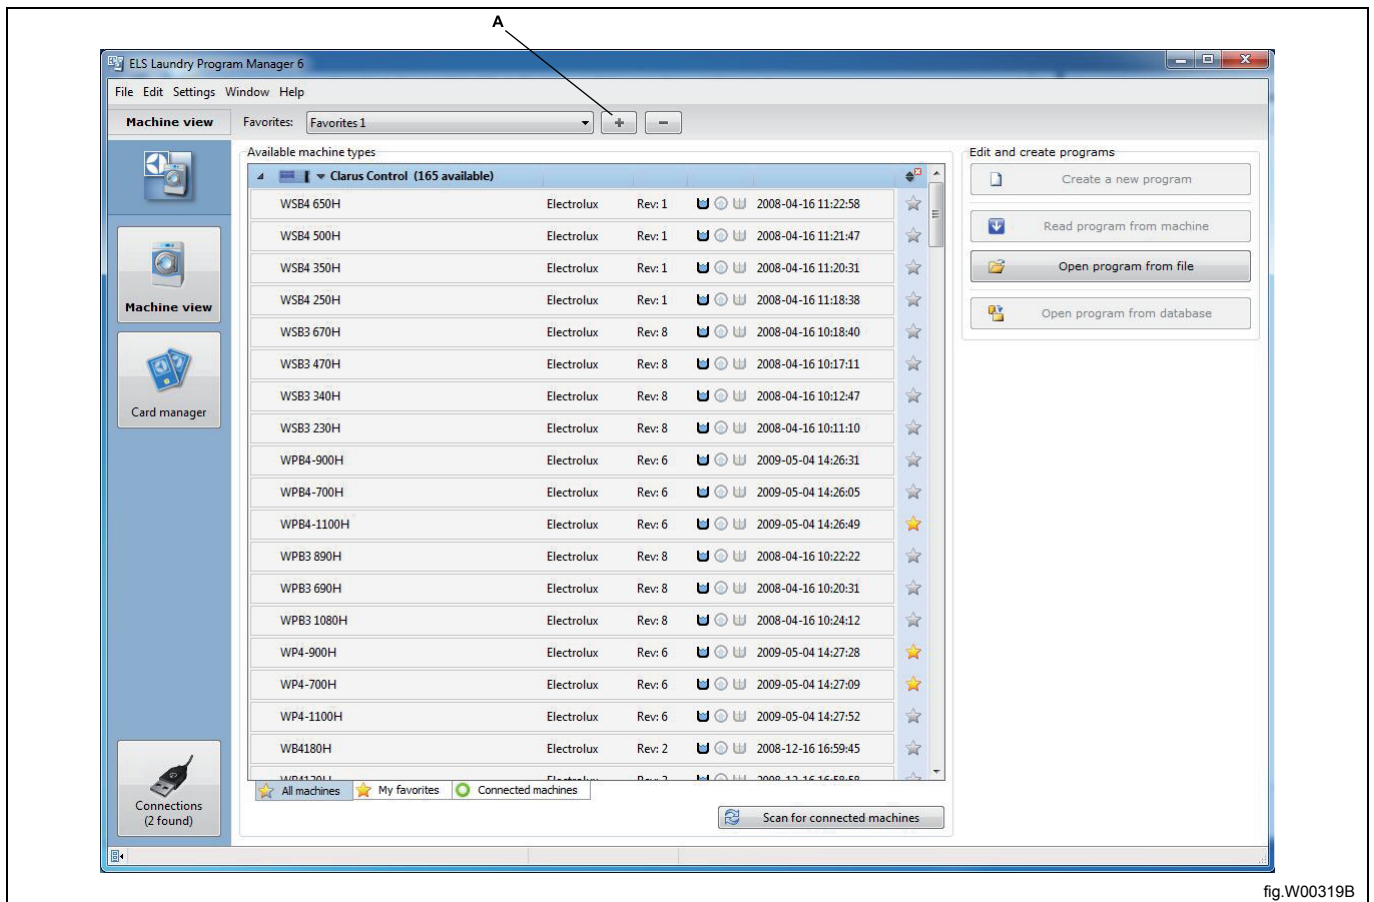 A
ELS Laundry Program Manager 6
File Edit Settings Window Help
Machine view
Favorites: Favorites 1
Available machine types
Clarus Control (165 available)
WSB4 650H Electrolux Rev: 1 2008-04-16 11:22:58
WSB4 500H Electrolux Rev: 1 2008-04-16 11:21:47
WSB4 350H Electrolux Rev: 1 2008-04-16 11:20:31
WSB4 250H Electrolux Rev: 1 2008-04-16 11:18:38
WSB3 670H Electrolux Rev: 8 2008-04-16 10:18:40
WSB3 470H Electrolux Rev: 8 2008-04-16 10:17:11
WSB3 340H Electrolux Rev: 8 2008-04-16 10:12:47
WSB3 230H Electrolux Rev: 8 2008-04-16 10:11:10
WPB4-900H Electrolux Rev: 6 2009-05-04 14:26:31
WPB4-700H Electrolux Rev: 6 2009-05-04 14:26:05
WPB4-1100H Electrolux Rev: 6 2009-05-04 14:26:49
WPB3 890H Electrolux Rev: 8 2008-04-16 10:22:22
WPB3 690H Electrolux Rev: 8 2008-04-16 10:20:31
WPB3 1080H Electrolux Rev: 8 2008-04-16 10:24:12
WP4-900H Electrolux Rev: 6 2009-05-04 14:27:28
WP4-700H Electrolux Rev: 6 2009-05-04 14:27:09
WP4-1100H Electrolux Rev: 6 2009-05-04 14:27:52
WB4180H Electrolux Rev: 2 2008-12-16 16:59:45
All machines My favorites Connected machines
Scan for connected machines
Edit and create programs
Create a new program
Read program from machine
Open program from file
Open program from database
Machine view
Card manager
Connections
(2 found)
fig.W00319B